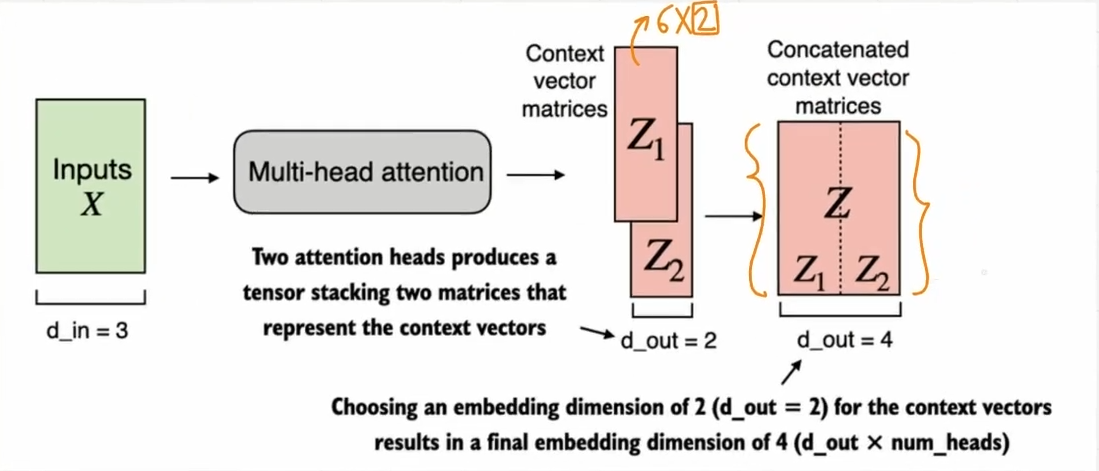 6X2
Context
vector
matrices
Concatenated
context vector
matrices
Inputs
X
Multi-head attention
Z1
Z2
Z
Z1 Z2
Two attention heads produces a
tensor stacking two matrices that
represent the context vectors
d_in = 3
d_out = 2
d_out = 4
Choosing an embedding dimension of 2 (d_out = 2) for the context vectors
results in a final embedding dimension of 4 (d_out × num_heads)